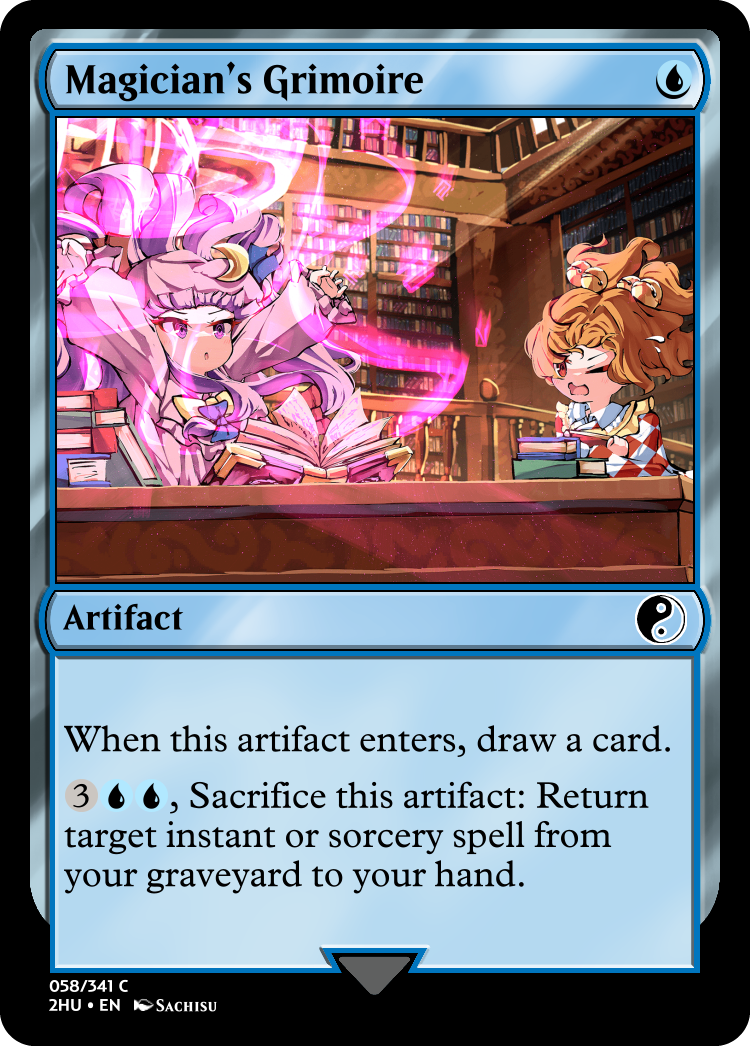 Magician's Grimoire
Artifact
When this artifact enters, draw a card.
3, Sacrifice this artifact: Return
target instant or sorcery spell from
your graveyard to your hand.
058/341 C
2HU • EN Sachisu